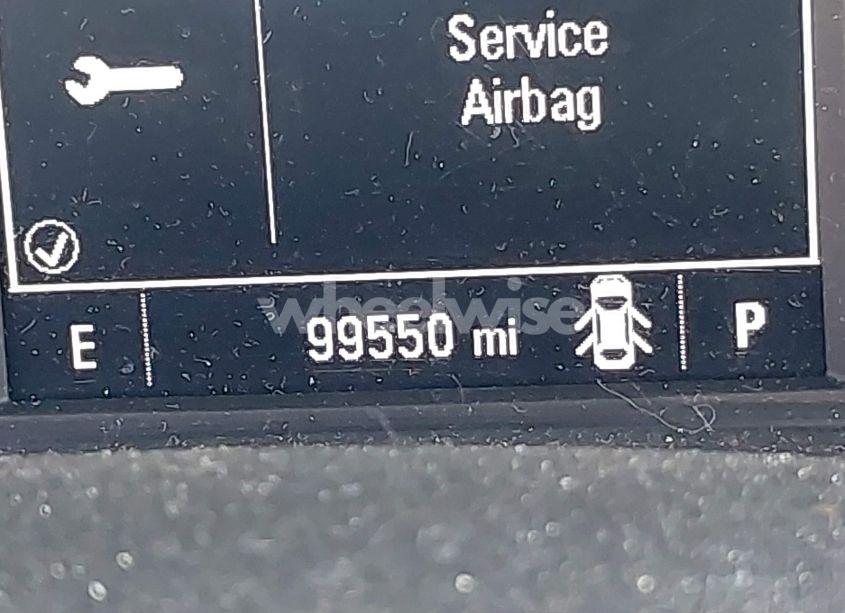 Service
Airbag
wheelwise
E 99550 mi P